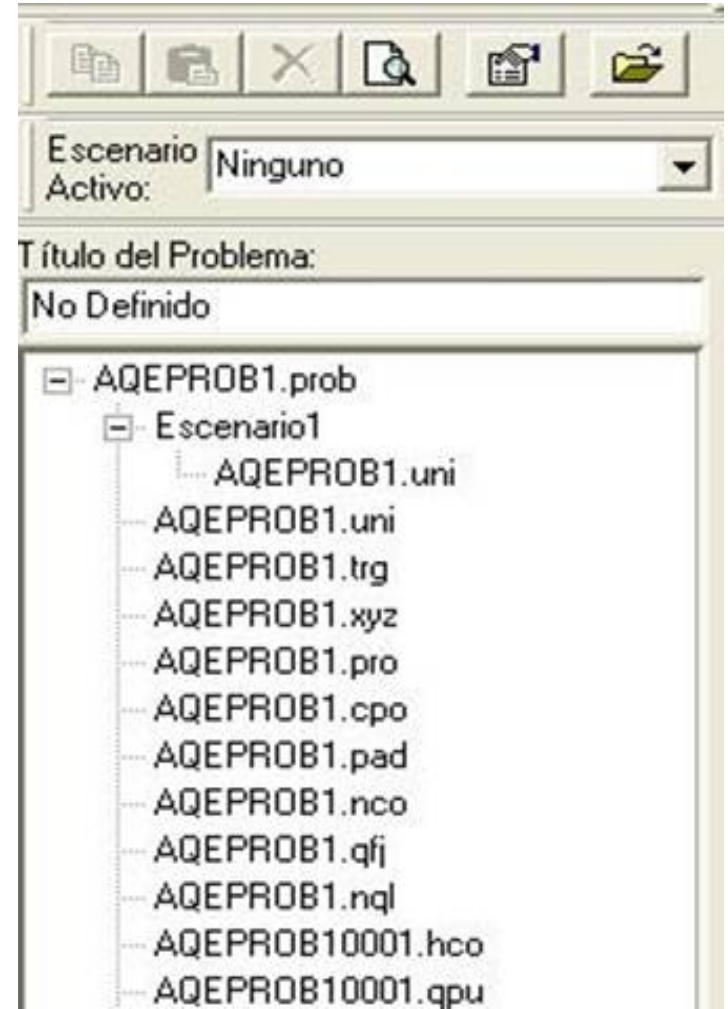 Escenario
Activo:
Ninguno
Título del Problema:
No Definido
AQEPROB1.prob
Escenario1
AQEPROB1.uni
AQEPROB1.uni
AQEPROB1.trg
AQEPROB1.xyz
AQEPROB1.pro
AQEPROB1.cpo
AQEPROB1.pad
AQEPROB1.nco
AQEPROB1.qfj
AQEPROB1.nql
AQEPROB10001.hco
AQEPROB10001.qpu